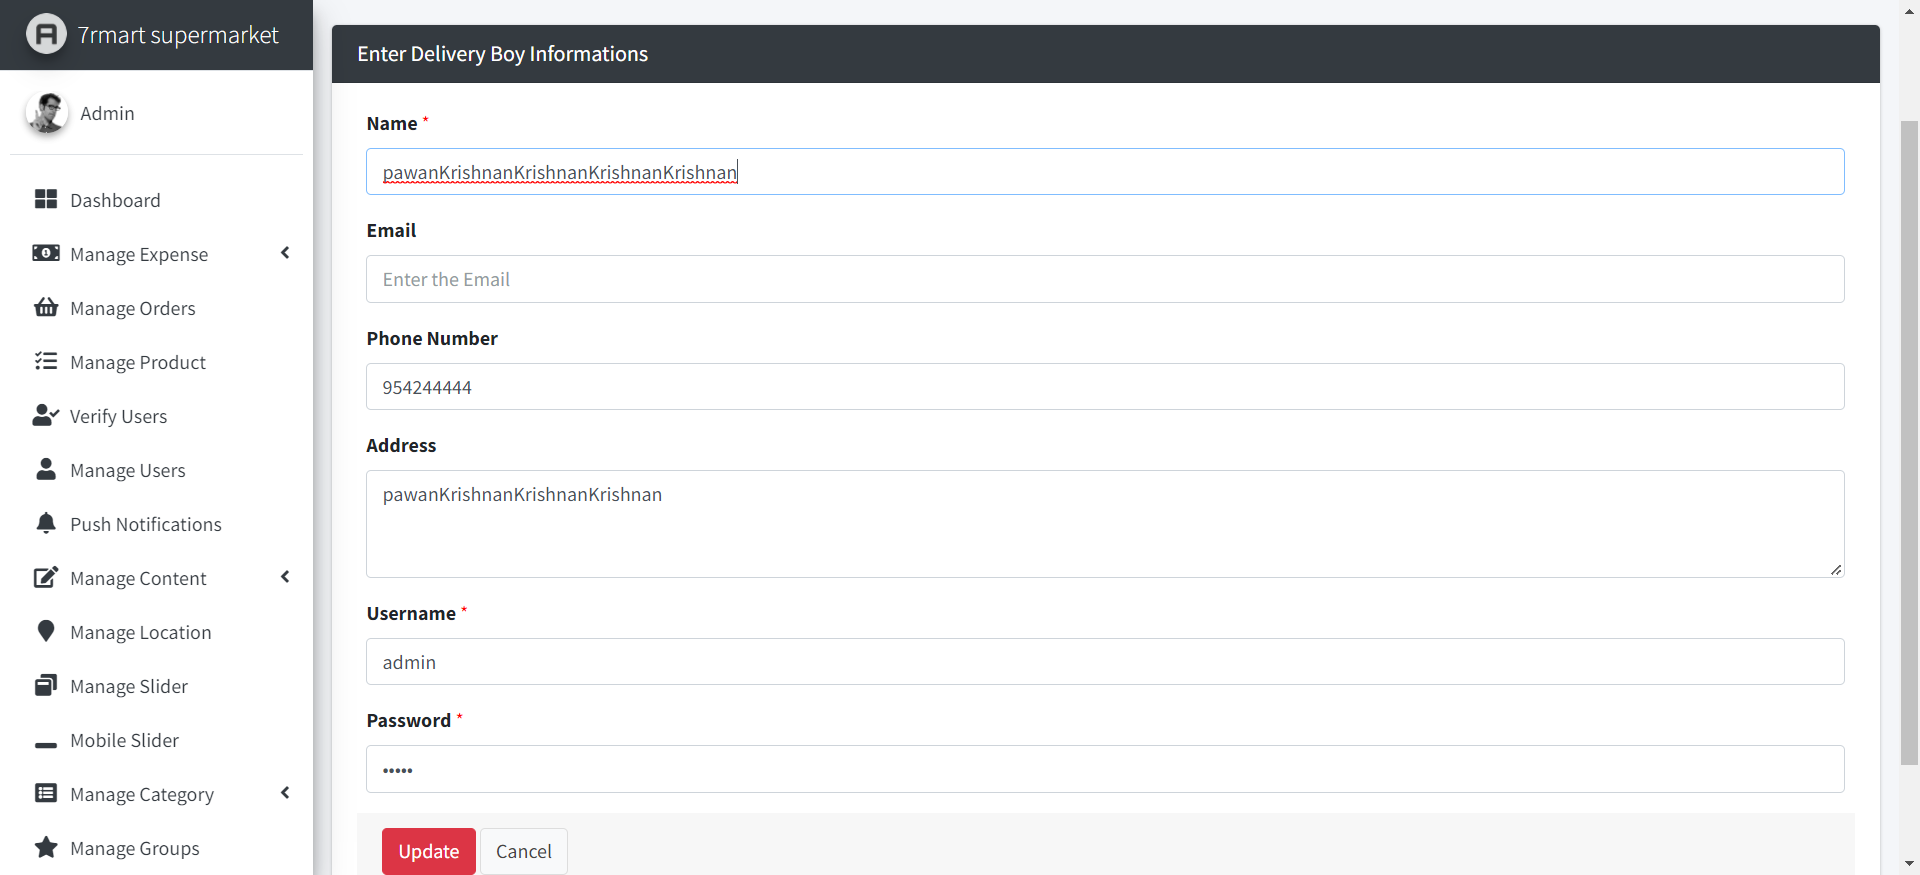 7rmart supermarket
Admin
Dashboard
Manage Expense
Manage Orders
Manage Product
Verify Users
Manage Users
Push Notifications
Manage Content
Manage Location
Manage Slider
Mobile Slider
Manage Category
Manage Groups
Enter Delivery Boy Informations
Name *
pawanKrishnanKrishnanKrishnanKrishnan
Email
Enter the Email
Phone Number
954244444
Address
pawanKrishnanKrishnanKrishnan
Username *
admin
Password *
•••••
Update Cancel